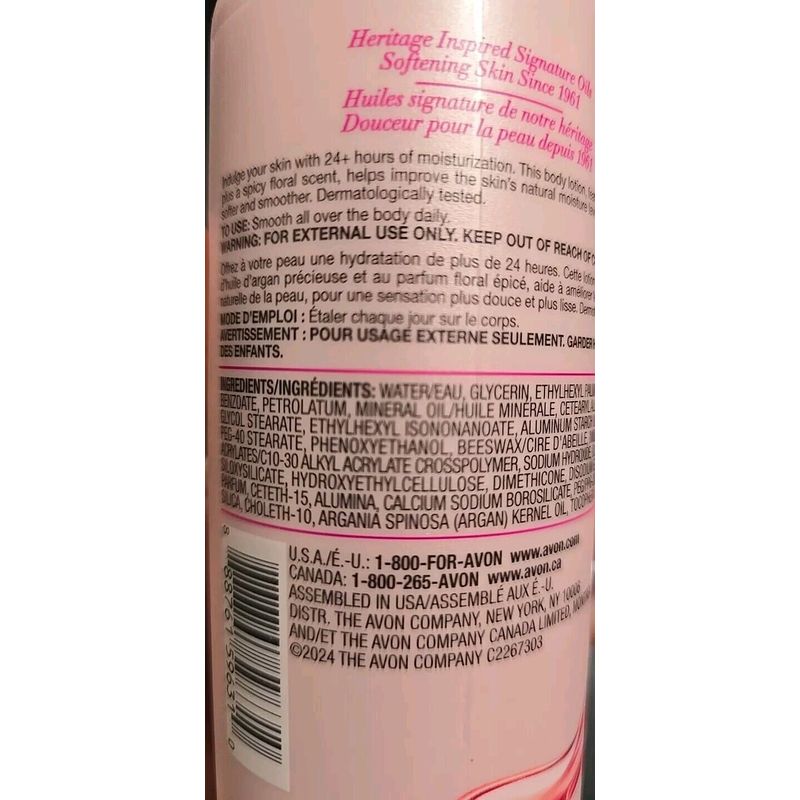 Heritage Inspired Signature Oils
Softening Skin Since 1961
Huiles signature de notre héritage
Douceur pour la peau depuis 1961
Indulge your skin with 24+ hours of moisturization. This body lotion,
plus a spicy floral scent, helps improve the skin's natural moisture
softer and smoother. Dermatologically tested.
TO USE: Smooth all over the body daily.
WARNING: FOR EXTERNAL USE ONLY. KEEP OUT OF REACH OF
Offrez à votre peau une hydratation de plus de 24 heures. Cette
d'huile d'argan précieuse et au parfum floral épicé, aide à améliorer
naturelle de la peau, pour une sensation plus douce et plus lisse.
MODE D'EMPLOI : Étaler chaque jour sur le corps.
AVERTISSEMENT : POUR USAGE EXTERNE SEULEMENT. GARDER
DES ENFANTS.
INGREDIENTS/INGRÉDIENTS: WATER/EAU, GLYCERIN, ETHYLHEXYL
BENZOATE, PETROLATUM, MINERAL OIL/HUILE MINERALE, CETEARYL
GLYCOL STEARATE, ETHYLHEXYL ISONONANOATE, ALUMINUM STARCH
PEG-40 STEARATE, PHENOXYETHANOL, BEESWAX/CIRE D'ABEILLE,
ACRYLATES/C10-30 ALKYL ACRYLATE CROSSPOLYMER, SODIUM HYDROXIDE,
SILOXYSILICATE, HYDROXYETHYLCELLULOSE, DIMETHICONE,
PARFUM, CETETH-15, ALUMINA, CALCIUM SODIUM BOROSILICATE,
SILICA, CHOLETH-10, ARGANIA SPINOSA (ARGAN) KERNEL OIL,
U.S.A./É.-U.: 1-800-FOR-AVON www.avon.com
CANADA: 1-800-265-AVON www.avon.ca
ASSEMBLED IN USA/ASSEMBLÉ AUX É.-U.
DISTR. THE AVON COMPANY, NEW YORK, NY 10006
AND/ET THE AVON COMPANY CANADA LIMITED,
©2024 THE AVON COMPANY C2267303
8 88761 59631 0